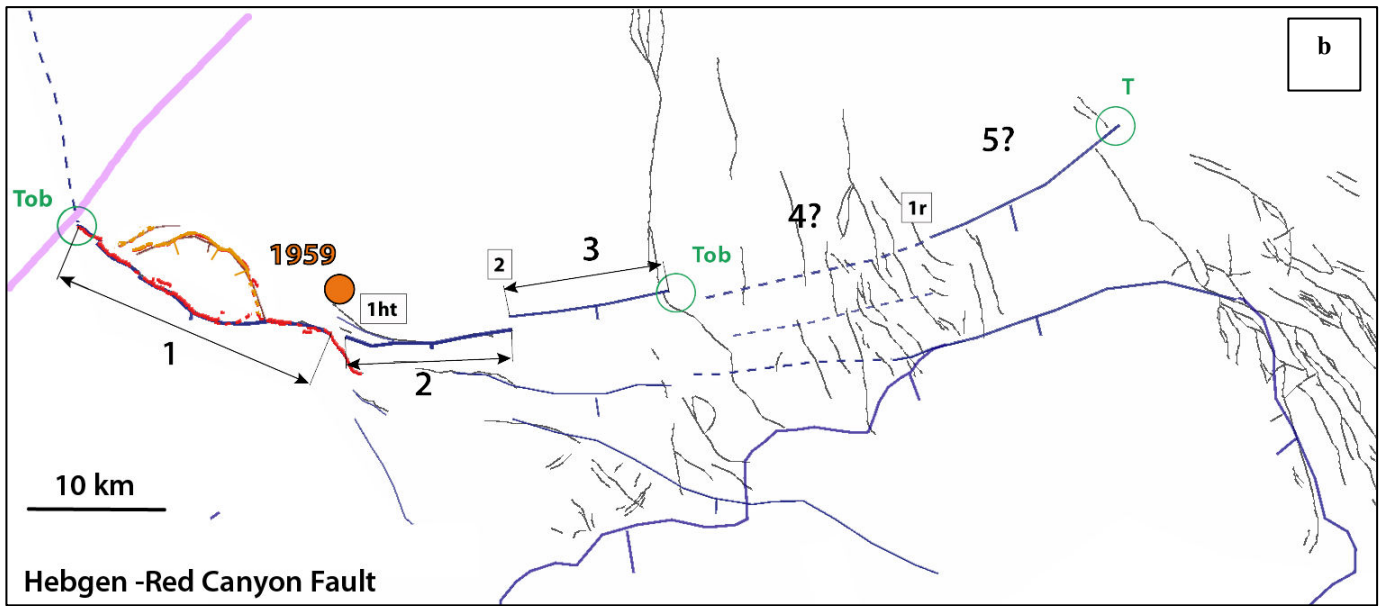 b
T
5?
Tob
4?
1r
1959
3
2
Tob
1ht
1
2
10 km
Hebgen -Red Canyon Fault